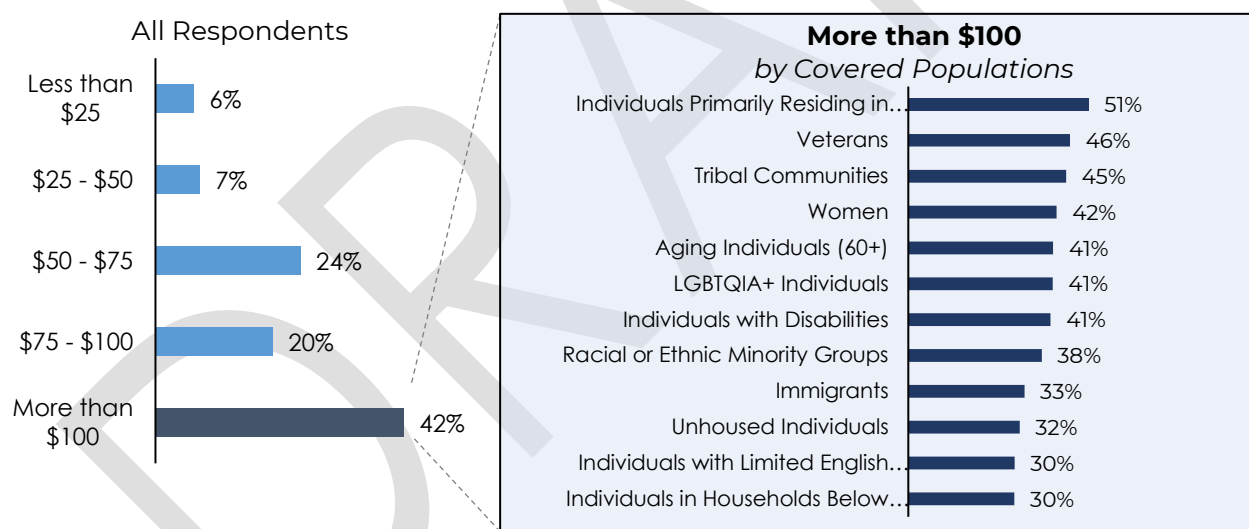 All Respondents
Less than
$25
6%
$25 - $50
7%
$50 - $75
24%
$75 - $100
20%
More than
$100
42%
More than $100
by Covered Populations
Individuals Primarily Residing in… 51%
Veterans 46%
Tribal Communities 45%
Women 42%
Aging Individuals (60+) 41%
LGBTQIA+ Individuals 41%
Individuals with Disabilities 41%
Racial or Ethnic Minority Groups 38%
Immigrants 33%
Unhoused Individuals 32%
Individuals with Limited English… 30%
Individuals in Households Below… 30%